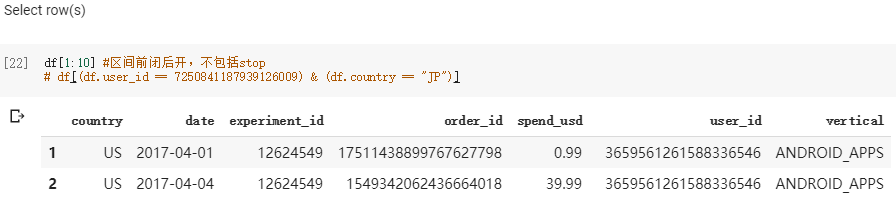 Select row(s)
[22] df[1:10] #区间前闭后开，不包括stop
# df[(df.user_id == 7250841187939126009) & (df.country == "JP")]
country date experiment_id order_id spend_usd user_id vertical
1 US 2017-04-01 12624549 17511438899767627798 0.99 3659561261588336546 ANDROID_APPS
2 US 2017-04-04 12624549 1549342062436664018 39.99 3659561261588336546 ANDROID_APPS